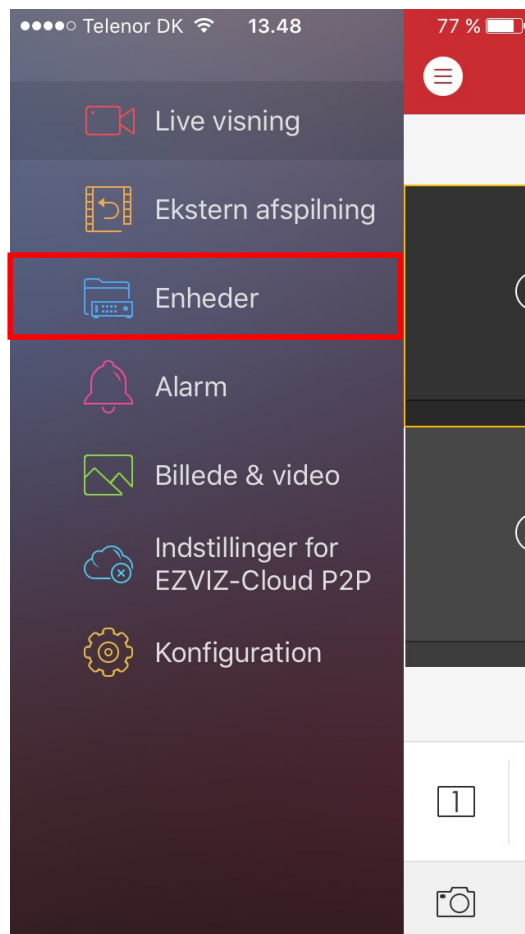 Telenor DK 13.48 77 %
Live visning
Ekstern afspilning
Enheder
Alarm
Billede & video
Indstillinger for
EZVIZ-Cloud P2P
Konfiguration
1